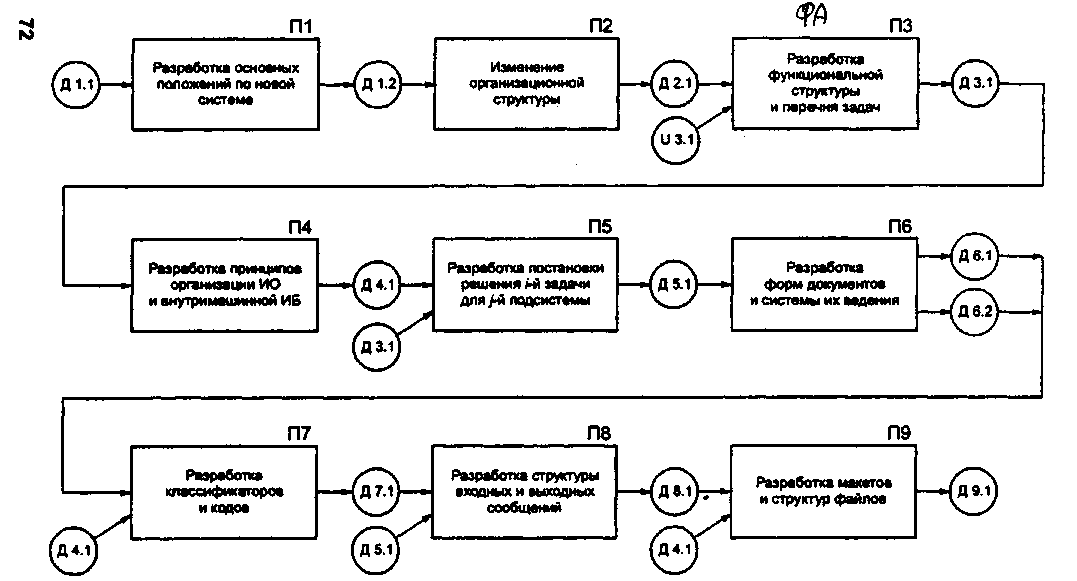 72
ФА
П1
П2
П3
Д 1.1
Разработка основных
положений по новой
системе
Д 1.2
Изменение
организационной
структуры
Д 2.1
U 3.1
Разработка
функциональной
структуры
и перечня задач
Д 3.1
П4
П5
П6
Разработка принципов
организации ИО
и внутримашинной ИБ
Д 4.1
Д 3.1
Разработка постановки
решения i-й задачи
для j-й подсистемы
Д 5.1
Разработка
форм документов
и системы их ведения
Д 6.1
Д 6.2
П7
П8
П9
Д 4.1
Разработка
классификаторов
и кодов
Д 7.1
Д 5.1
Разработка структуры
входных и выходных
сообщений
Д 8.1
Д 4.1
Разработка макетов
и структур файлов
Д 9.1